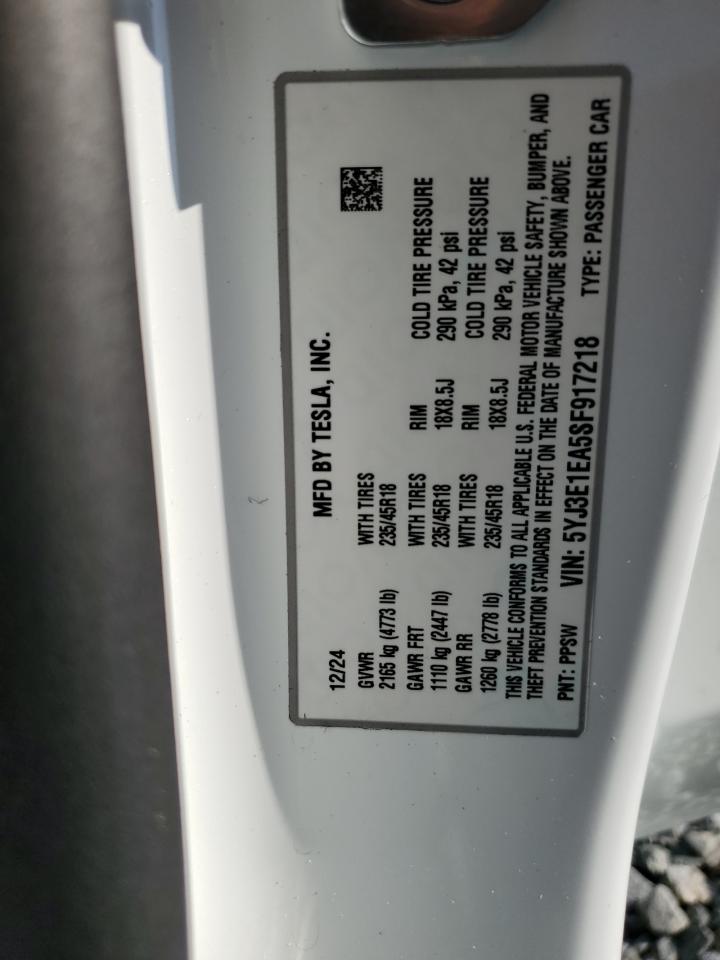 MFD BY TESLA, INC.
12/24
GVWR WITH TIRES
2165 kg (4773 lb) 235/45R18
GAWR FRT WITH TIRES RIM COLD TIRE PRESSURE
1110 kg (2447 lb) 235/45R18 18X8.5J 290 kPa, 42 psi
GAWR RR WITH TIRES RIM COLD TIRE PRESSURE
1260 kg (2778 lb) 235/45R18 18X8.5J 290 kPa, 42 psi
THIS VEHICLE CONFORMS TO ALL APPLICABLE U.S. FEDERAL MOTOR VEHICLE SAFETY, BUMPER, AND
THEFT PREVENTION STANDARDS IN EFFECT ON THE DATE OF MANUFACTURE SHOWN ABOVE.
PNT: PPSW VIN: 5YJ3E1EA5SF917218 TYPE: PASSENGER CAR